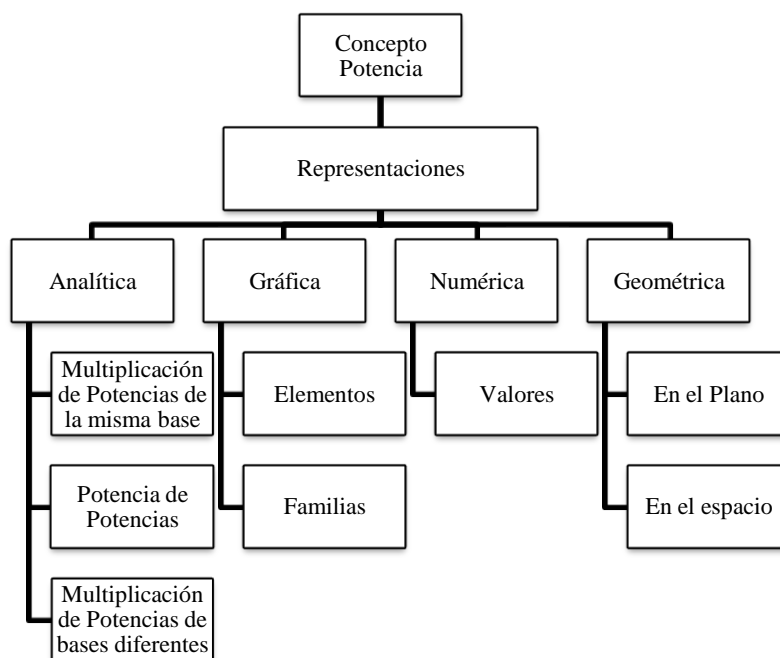 Concepto
Potencia
Representaciones
Analítica
Gráfica
Numérica
Geométrica
Multiplicación
de Potencias de
la misma base
Elementos
Valores
En el Plano
Potencia de
Potencias
Familias
En el espacio
Multiplicación
de Potencias de
bases diferentes